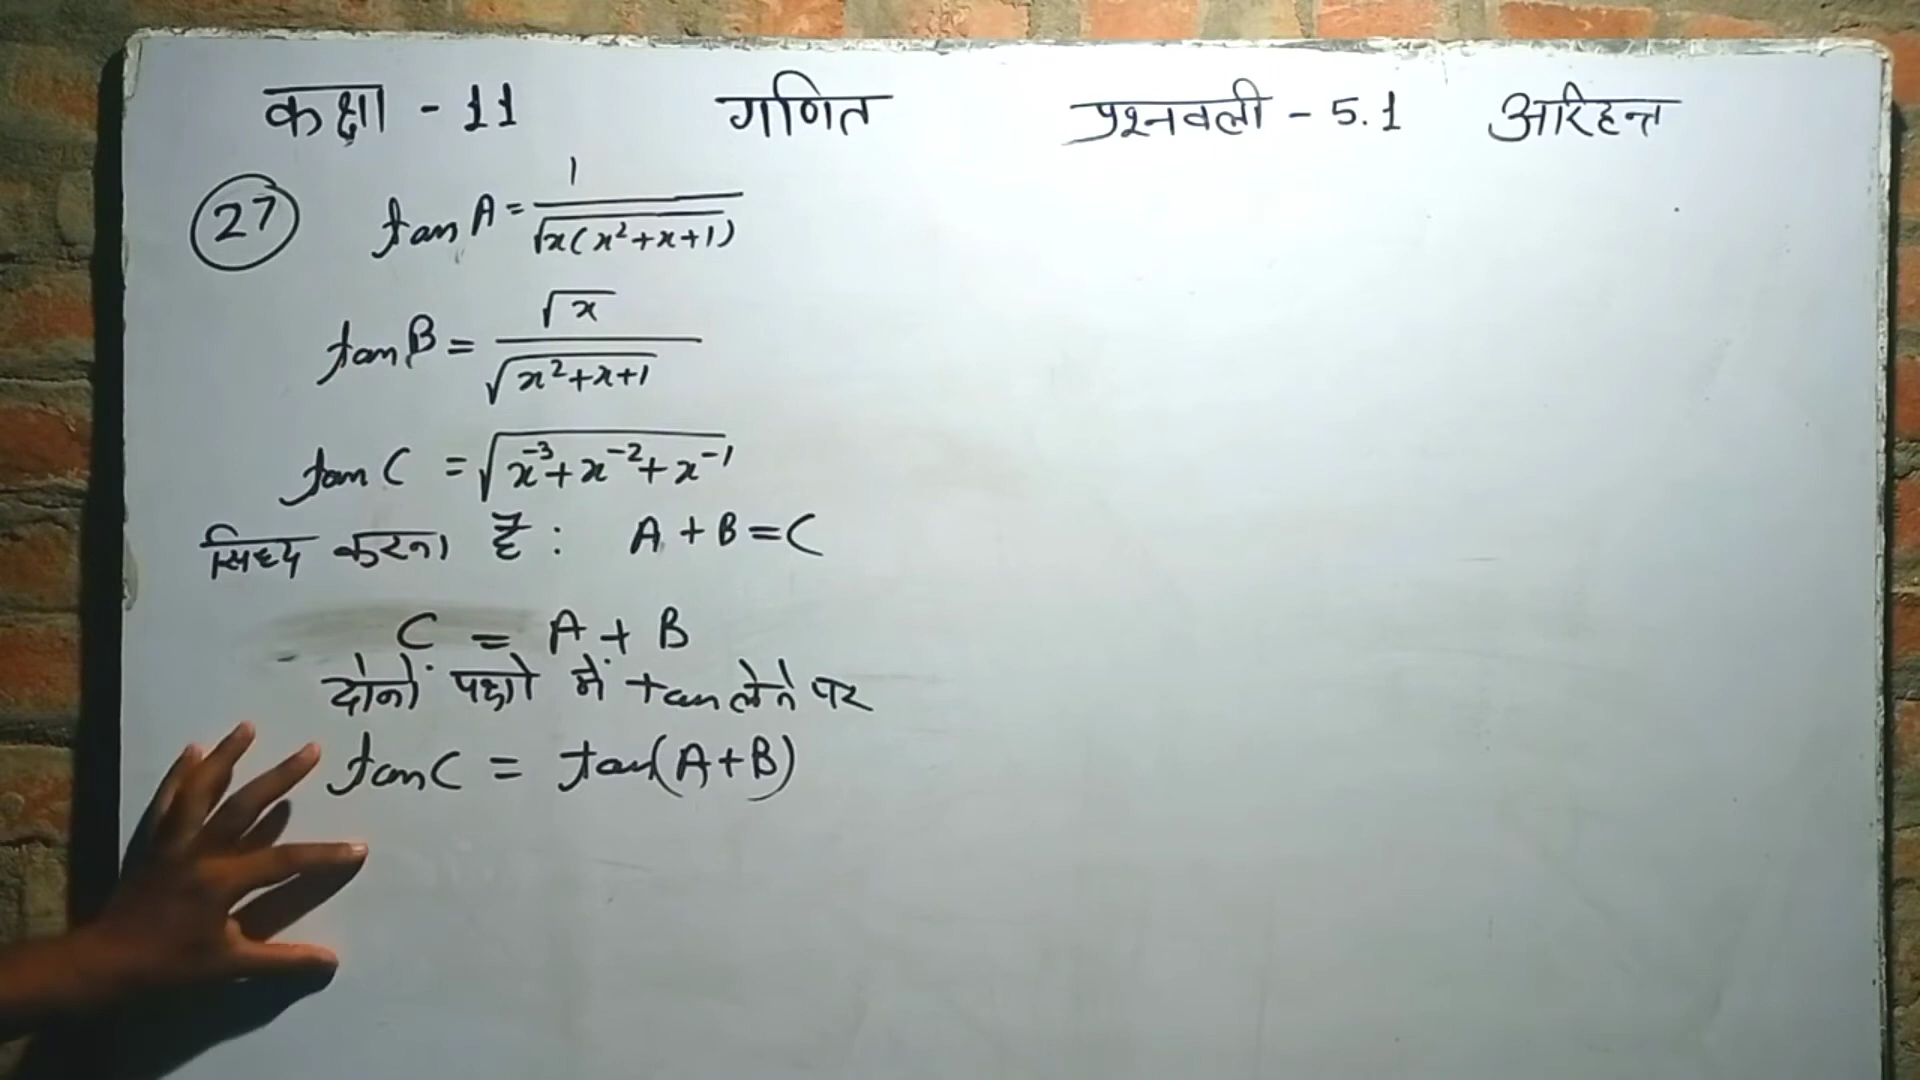 कक्षा - 11 गणित प्रश्नवली - 5.1 अरिहन्त
(27) tan A = 1/√x(x²+x+1)
tan B = √x/√x²+x+1
tan C = √x⁻³+x⁻²+x⁻¹
सिध्द करना है : A + B = C
C = A + B
दोनों पक्षो में tan लेने पर
tan C = tan(A+B)